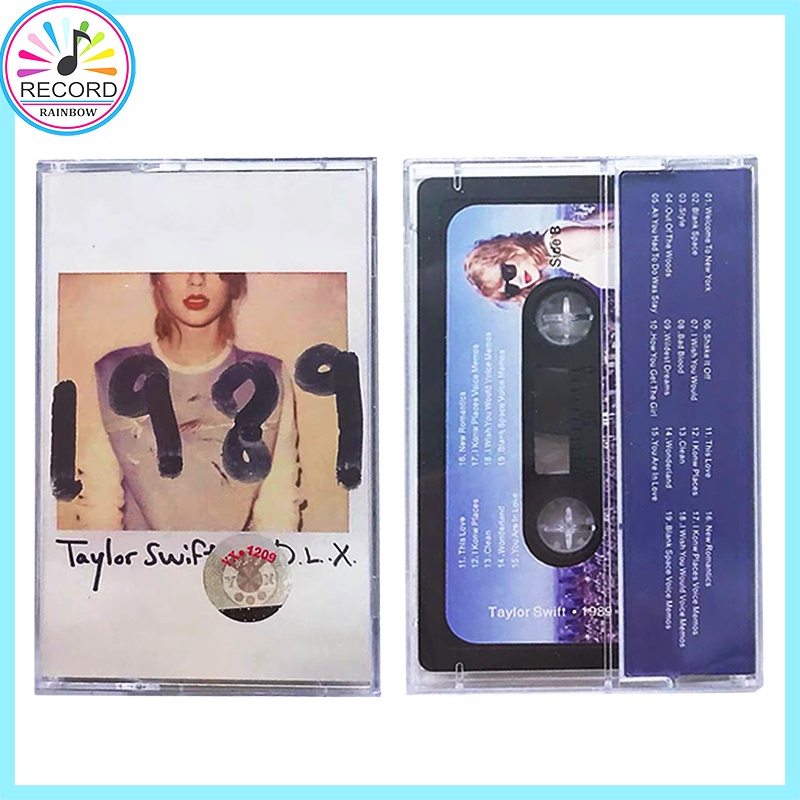 RECORD
RAINBOW
1989
Taylor Swift D.L.X.
YX•1209
Side B
16. New Romantics
17. I Konw Places Voice Memos
18. I Wish You Would Voice Memos
19. Blank Space Voice Memos
11. This Love
12. I Konw Places
13. Clean
14. Wonderland
15. You Are In Love
Taylor Swift • 1989
01. Welcome To New York
02. Blank Space
03. Style
04. Out Of The Woods
05. All You Had To Do Was Stay
06. Shake It Off
07. I Wish You Would
08. Bad Blood
09. Wildest Dreams
10. How You Get The Girl
11. This Love
12. I Konw Places
13. Clean
14. Wonderland
15. You Are In Love
16. New Romantics
17. I Konw Places Voice Memos
18. I Wish You Would Voice Memos
19. Blank Space Voice Memos